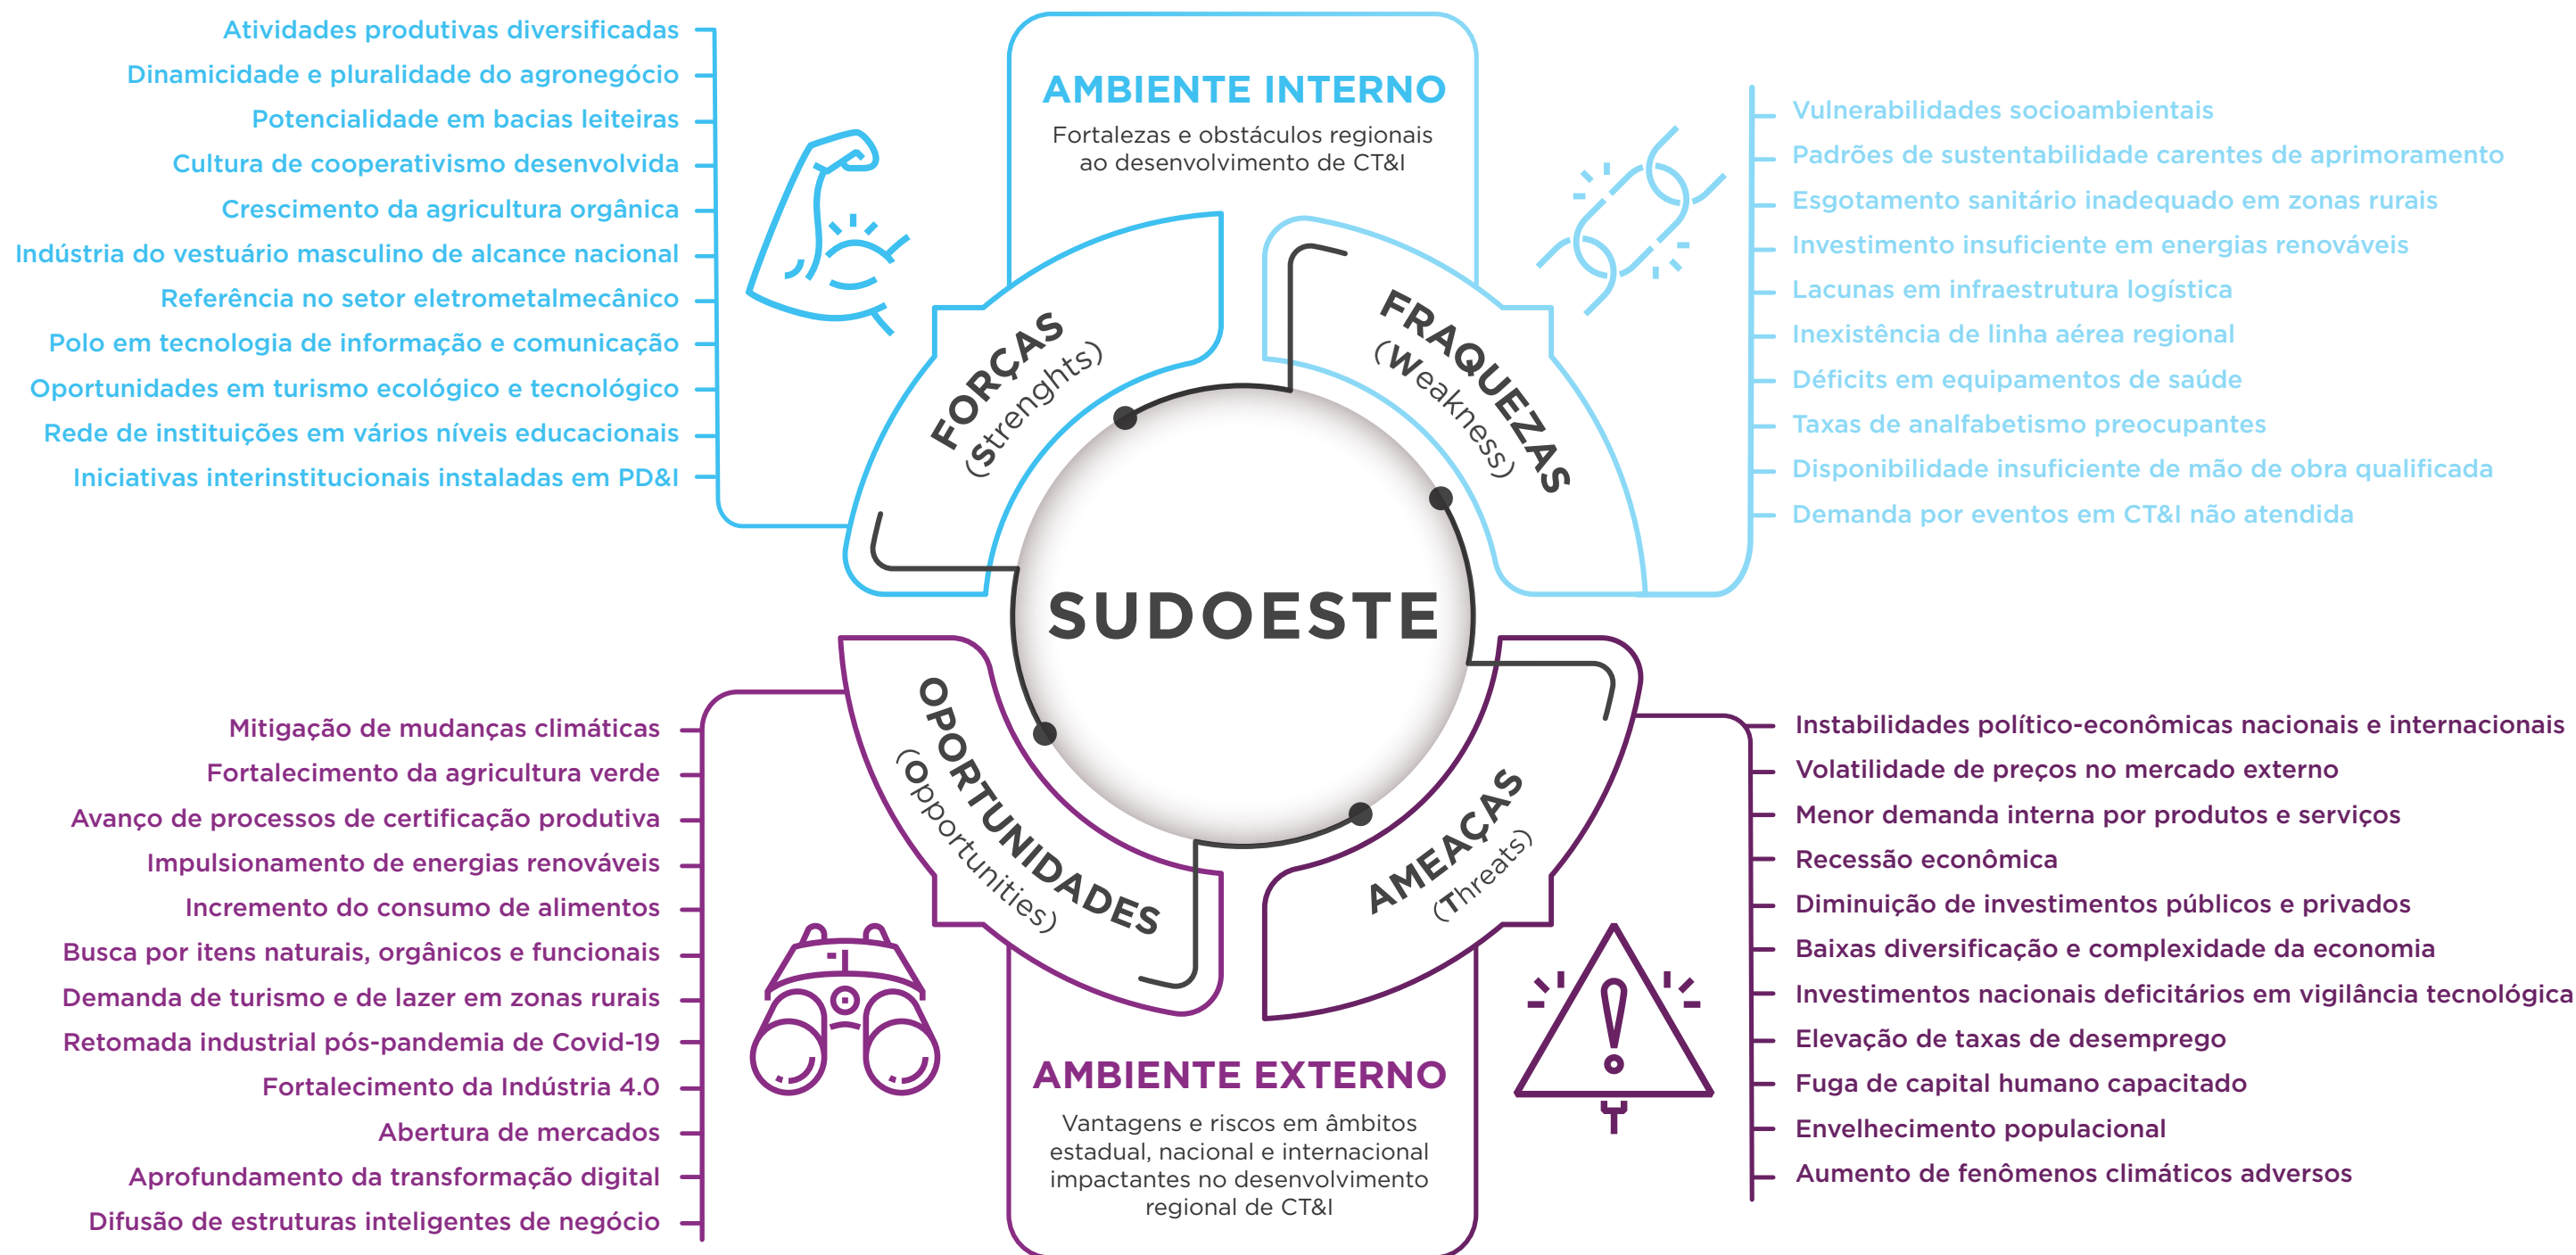 Atividades produtivas diversificadas
Dinamicidade e pluralidade do agronegócio
Potencialidade em bacias leiteiras
Cultura de cooperativismo desenvolvida
Crescimento da agricultura orgânica
Indústria do vestuário masculino de alcance nacional
Referência no setor eletrometalmecânico
Polo em tecnologia de informação e comunicação
Oportunidades em turismo ecológico e tecnológico
Rede de instituições em vários níveis educacionais
Iniciativas interinstitucionais instaladas em PD&I
AMBIENTE INTERNO
Fortalezas e obstáculos regionais
ao desenvolvimento de CT&I
FORÇAS
(Strenghts)
FRAQUEZAS
(Weakness)
Vulnerabilidades socioambientais
Padrões de sustentabilidade carentes de aprimoramento
Esgotamento sanitário inadequado em zonas rurais
Investimento insuficiente em energias renováveis
Lacunas em infraestrutura logística
Inexistência de linha aérea regional
Déficits em equipamentos de saúde
Taxas de analfabetismo preocupantes
Disponibilidade insuficiente de mão de obra qualificada
Demanda por eventos em CT&I não atendida
SUDOESTE
Mitigação de mudanças climáticas
Fortalecimento da agricultura verde
Avanço de processos de certificação produtiva
Impulsionamento de energias renováveis
Incremento do consumo de alimentos
Busca por itens naturais, orgânicos e funcionais
Demanda de turismo e de lazer em zonas rurais
Retomada industrial pós-pandemia de Covid-19
Fortalecimento da Indústria 4.0
Abertura de mercados
Aprofundamento da transformação digital
Difusão de estruturas inteligentes de negócio
OPORTUNIDADES
(Opportunities)
AMEAÇAS
(Threats)
AMBIENTE EXTERNO
Vantagens e riscos em âmbitos
estadual, nacional e internacional
impactantes no desenvolvimento
regional de CT&I
Instabilidades político-econômicas nacionais e internacionais
Volatilidade de preços no mercado externo
Menor demanda interna por produtos e serviços
Recessão econômica
Diminuição de investimentos públicos e privados
Baixas diversificação e complexidade da economia
Investimentos nacionais deficitários em vigilância tecnológica
Elevação de taxas de desemprego
Fuga de capital humano capacitado
Envelhecimento populacional
Aumento de fenômenos climáticos adversos